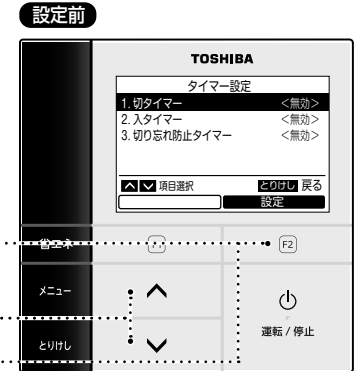 設定前
TOSHIBA
タイマー設定
1. 切タイマー <無効>
2. 入タイマー <無効>
3. 切り忘れ防止タイマー <無効>
項目選択 とりけし 戻る
設定
省エネ F1 F2
メニュー
運転 / 停止
とりけし